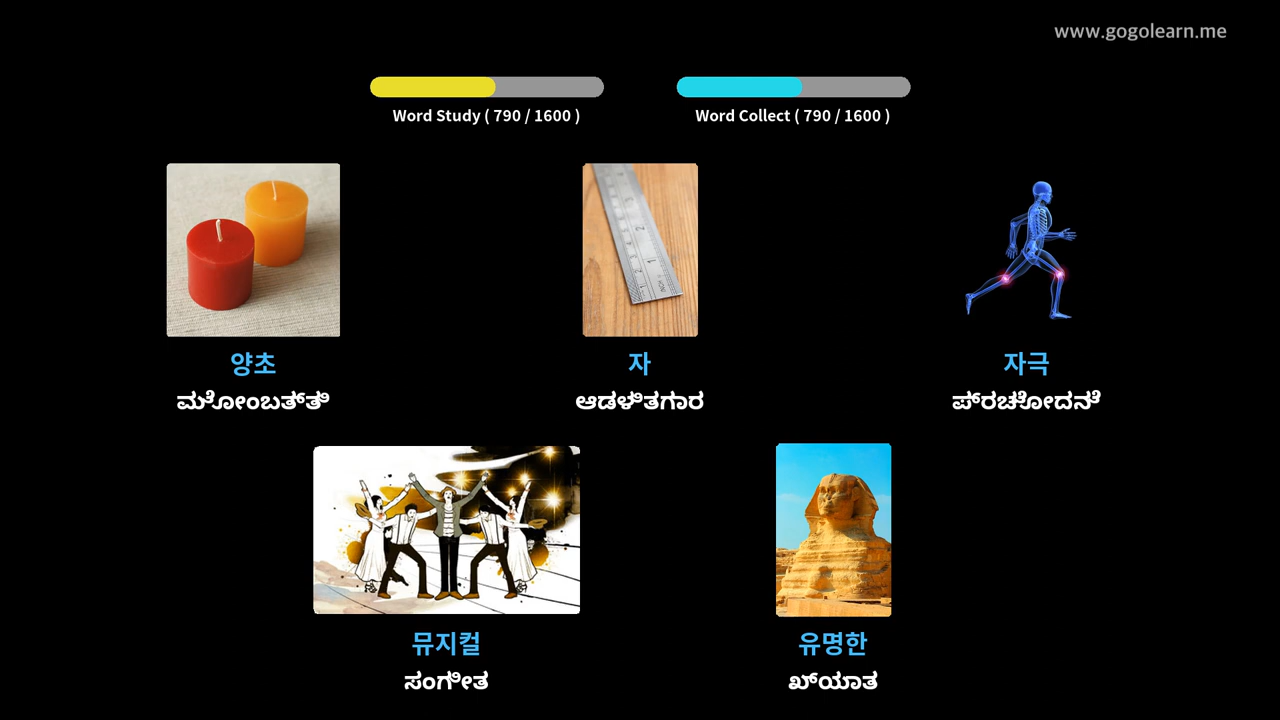 www.gogolearn.me
Word Study ( 790 / 1600 )
Word Collect ( 790 / 1600 )
양초
ಮೋಂಬತ್ತಿ
자
ಆಡಳಿತಗಾರ
자극
ಪ್ರಚೋದನೆ
뮤지컬
ಸಂಗೀತ
유명한
ಖ್ಯಾತ